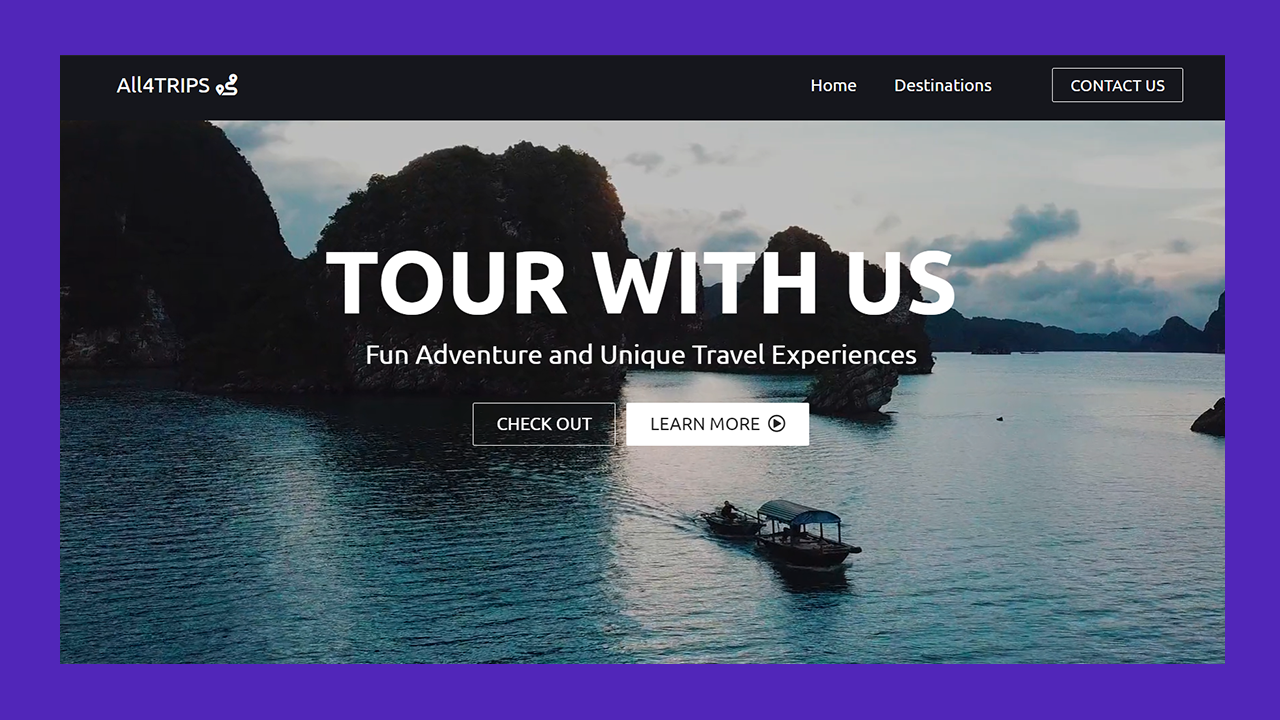 All4TRIPS
Home
Destinations
CONTACT US
TOUR WITH US
Fun Adventure and Unique Travel Experiences
CHECK OUT
LEARN MORE